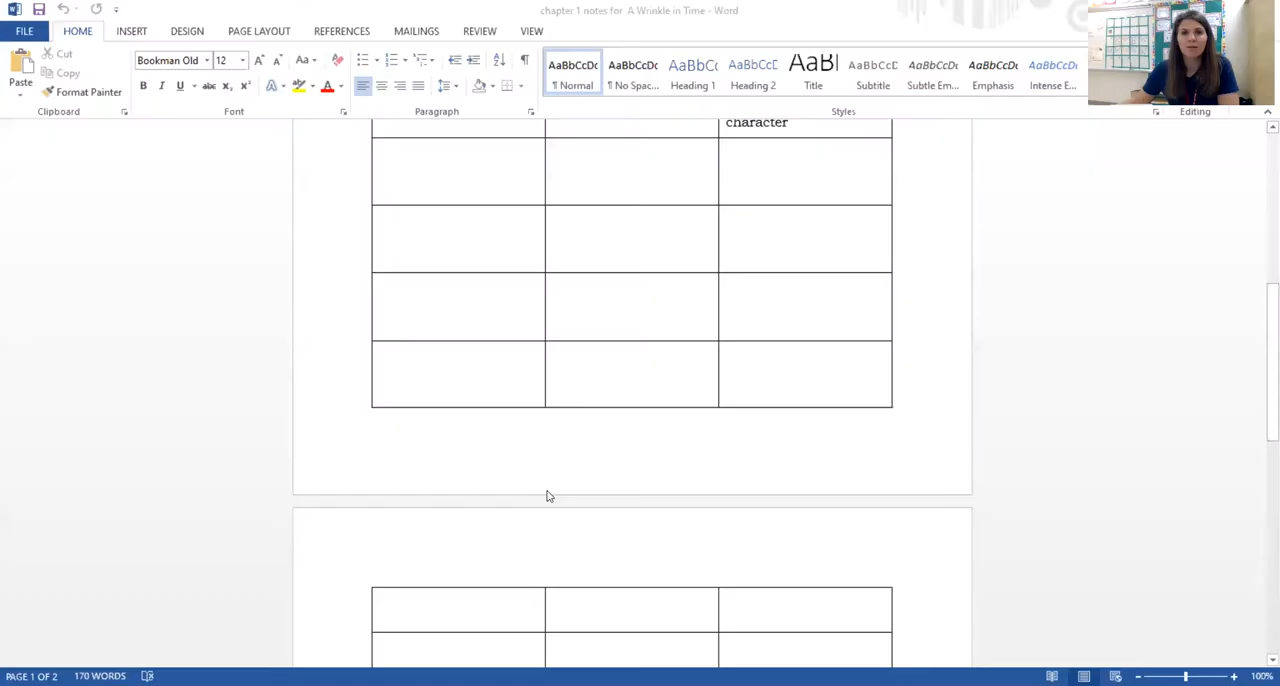 chapter 1 notes for A Wrinkle in Time - Word
FILE HOME INSERT DESIGN PAGE LAYOUT REFERENCES MAILINGS REVIEW VIEW
Paste
Cut
Copy
Format Painter
Clipboard
Bookman Old 12
Font
Paragraph
AaBbCcDc AaBbCcDc AaBbCc AaBbCcD AaBl AaBbCcD AaBbCcDc AaBbCcDc AaBbCcDc
¶ Normal ¶ No Spac... Heading 1 Heading 2 Title Subtitle Subtle Em... Emphasis Intense E...
Styles
Editing
character
PAGE 1 OF 2 170 WORDS
100%